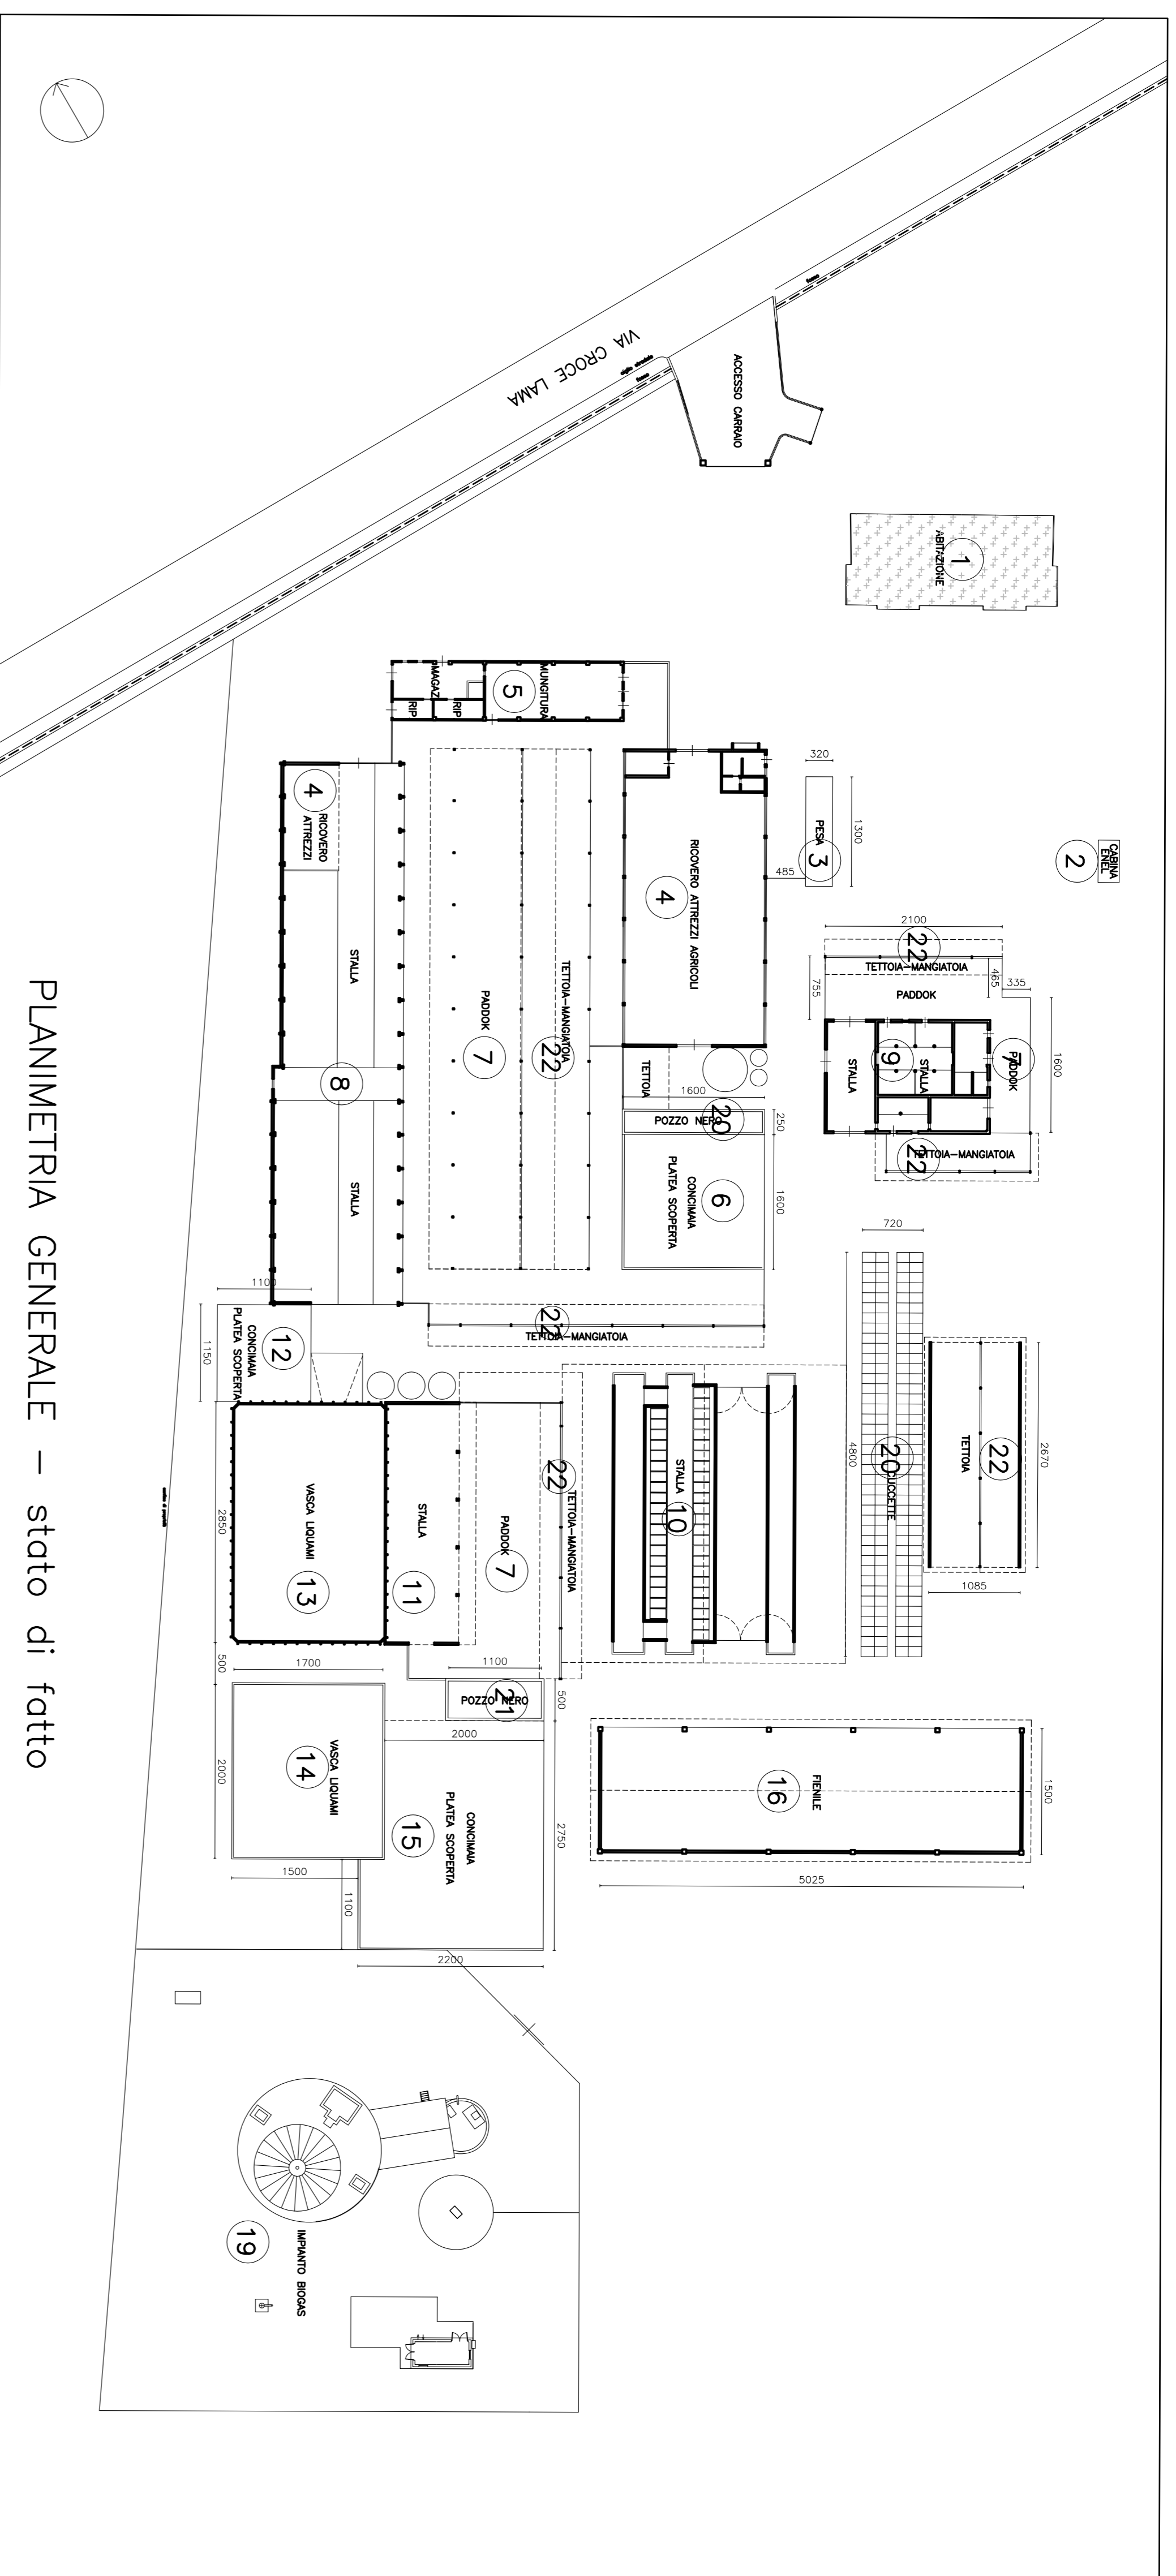 PLANIMETRIA GENERALE – stato di fatto
VIA CROCE LAMA
fosso
ciglio stradale
fosso
ACCESSO CARRAIO
1
ABITAZIONE
CABINA
ENEL
2
320
1300
PESA
3
485
MUNGITURA
5
MAGAZ
RIP
RIP
RICOVERO ATTREZZI AGRICOLI
4
RICOVERO
ATTREZZI
4
STALLA
8
STALLA
PADDOK
7
TETTOIA-MANGIATOIA
22
TETTOIA
1600
250
POZZO NERO
20
1600
CONCIMAIA
PLATEA SCOPERTA
6
2100
22
TETTOIA-MANGIATOIA
465
335
755
PADDOK
1600
PADDOK
7
STALLA
9
STALLA
TETTOIA-MANGIATOIA
22
720
4800
20
CUCCETTE
TETTOIA
22
2670
1085
22
TETTOIA-MANGIATOIA
1100
1150
CONCIMAIA
PLATEA SCOPERTA
12
VASCA LIQUAMI
13
2850
STALLA
11
PADDOK
7
TETTOIA-MANGIATOIA
22
STALLA
10
500
1700
1100
500
POZZO NERO
21
2000
VASCA LIQUAMI
14
2000
CONCIMAIA
PLATEA SCOPERTA
15
2750
1500
1100
2200
FIENILE
16
1500
5025
IMPIANTO BIOGAS
19